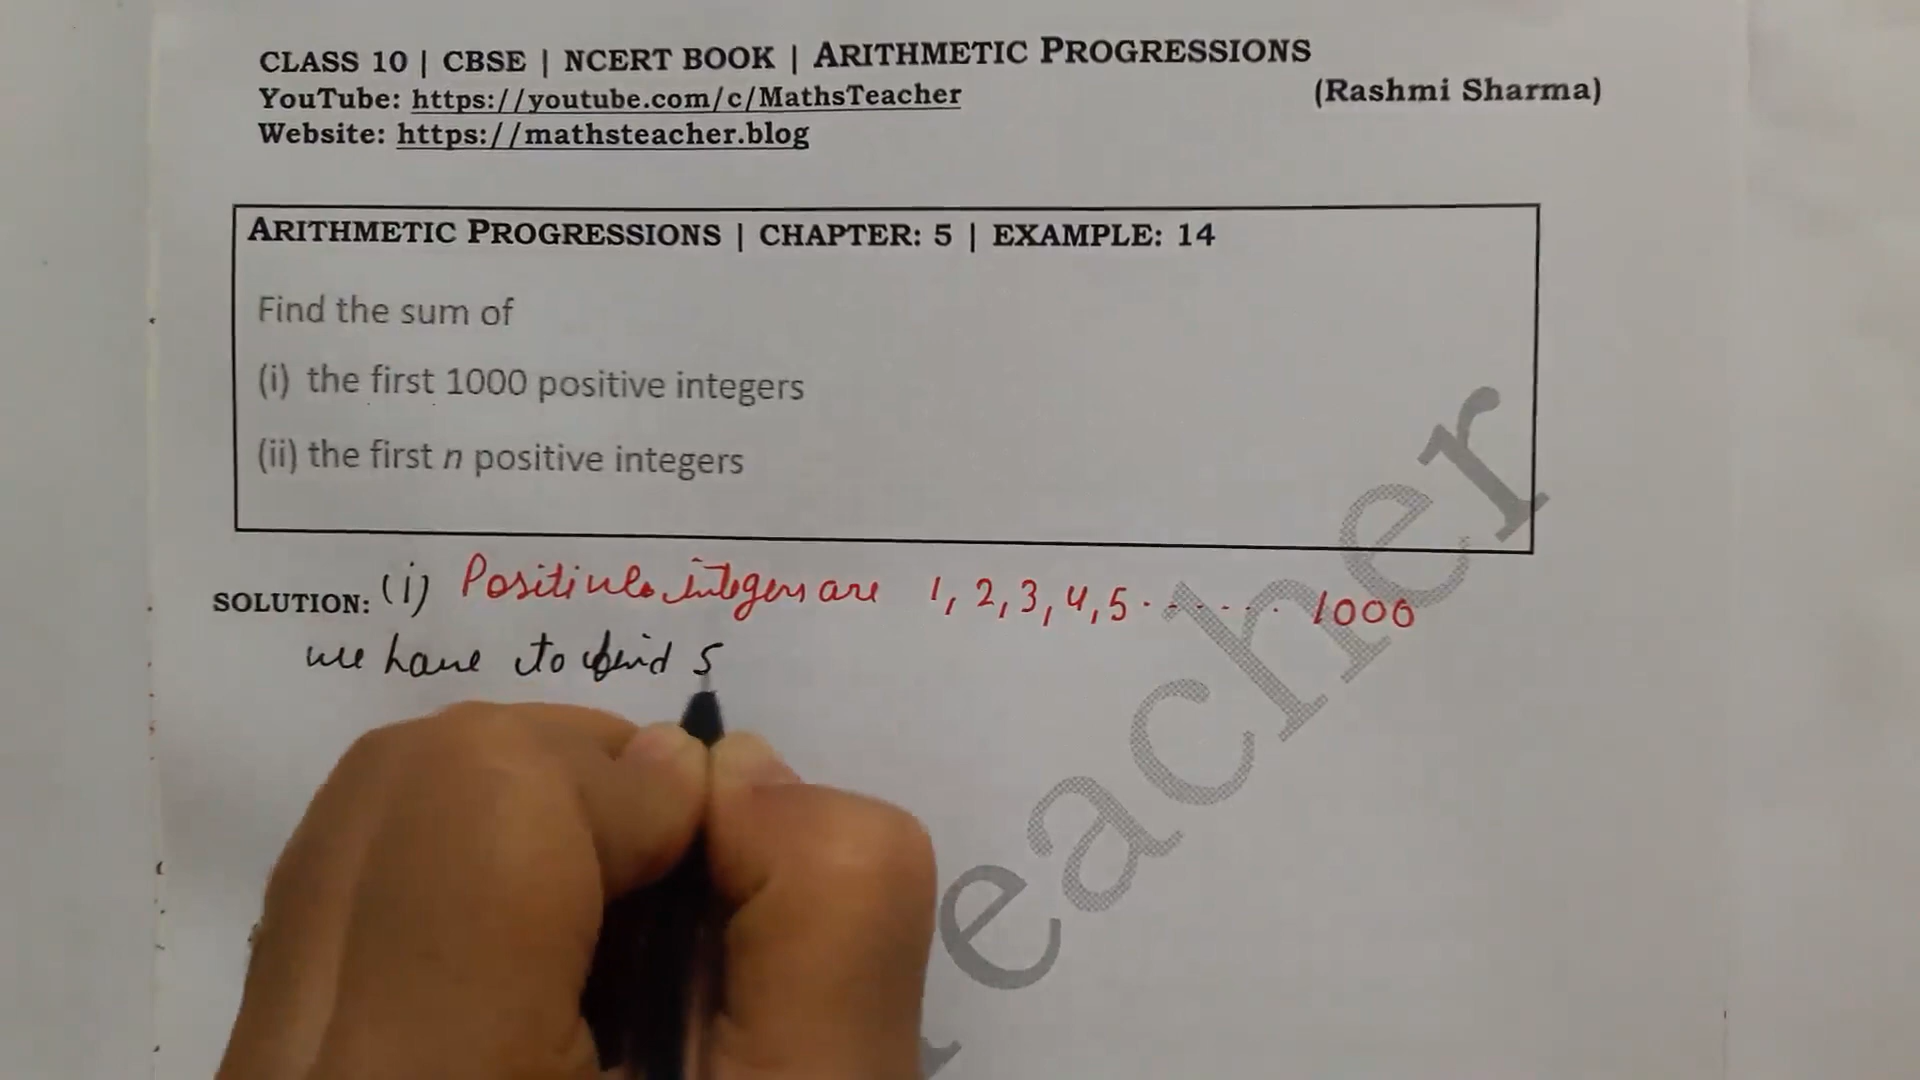 CLASS 10 | CBSE | NCERT BOOK | ARITHMETIC PROGRESSIONS
(Rashmi Sharma)
YouTube: https://youtube.com/c/MathsTeacher
Website: https://mathsteacher.blog
ARITHMETIC PROGRESSIONS | CHAPTER: 5 | EXAMPLE: 14
Find the sum of
(i) the first 1000 positive integers
(ii) the first n positive integers
SOLUTION: (i) Positive integers are 1, 2, 3, 4, 5 . . . . . . 1000
we have to find S
eacher